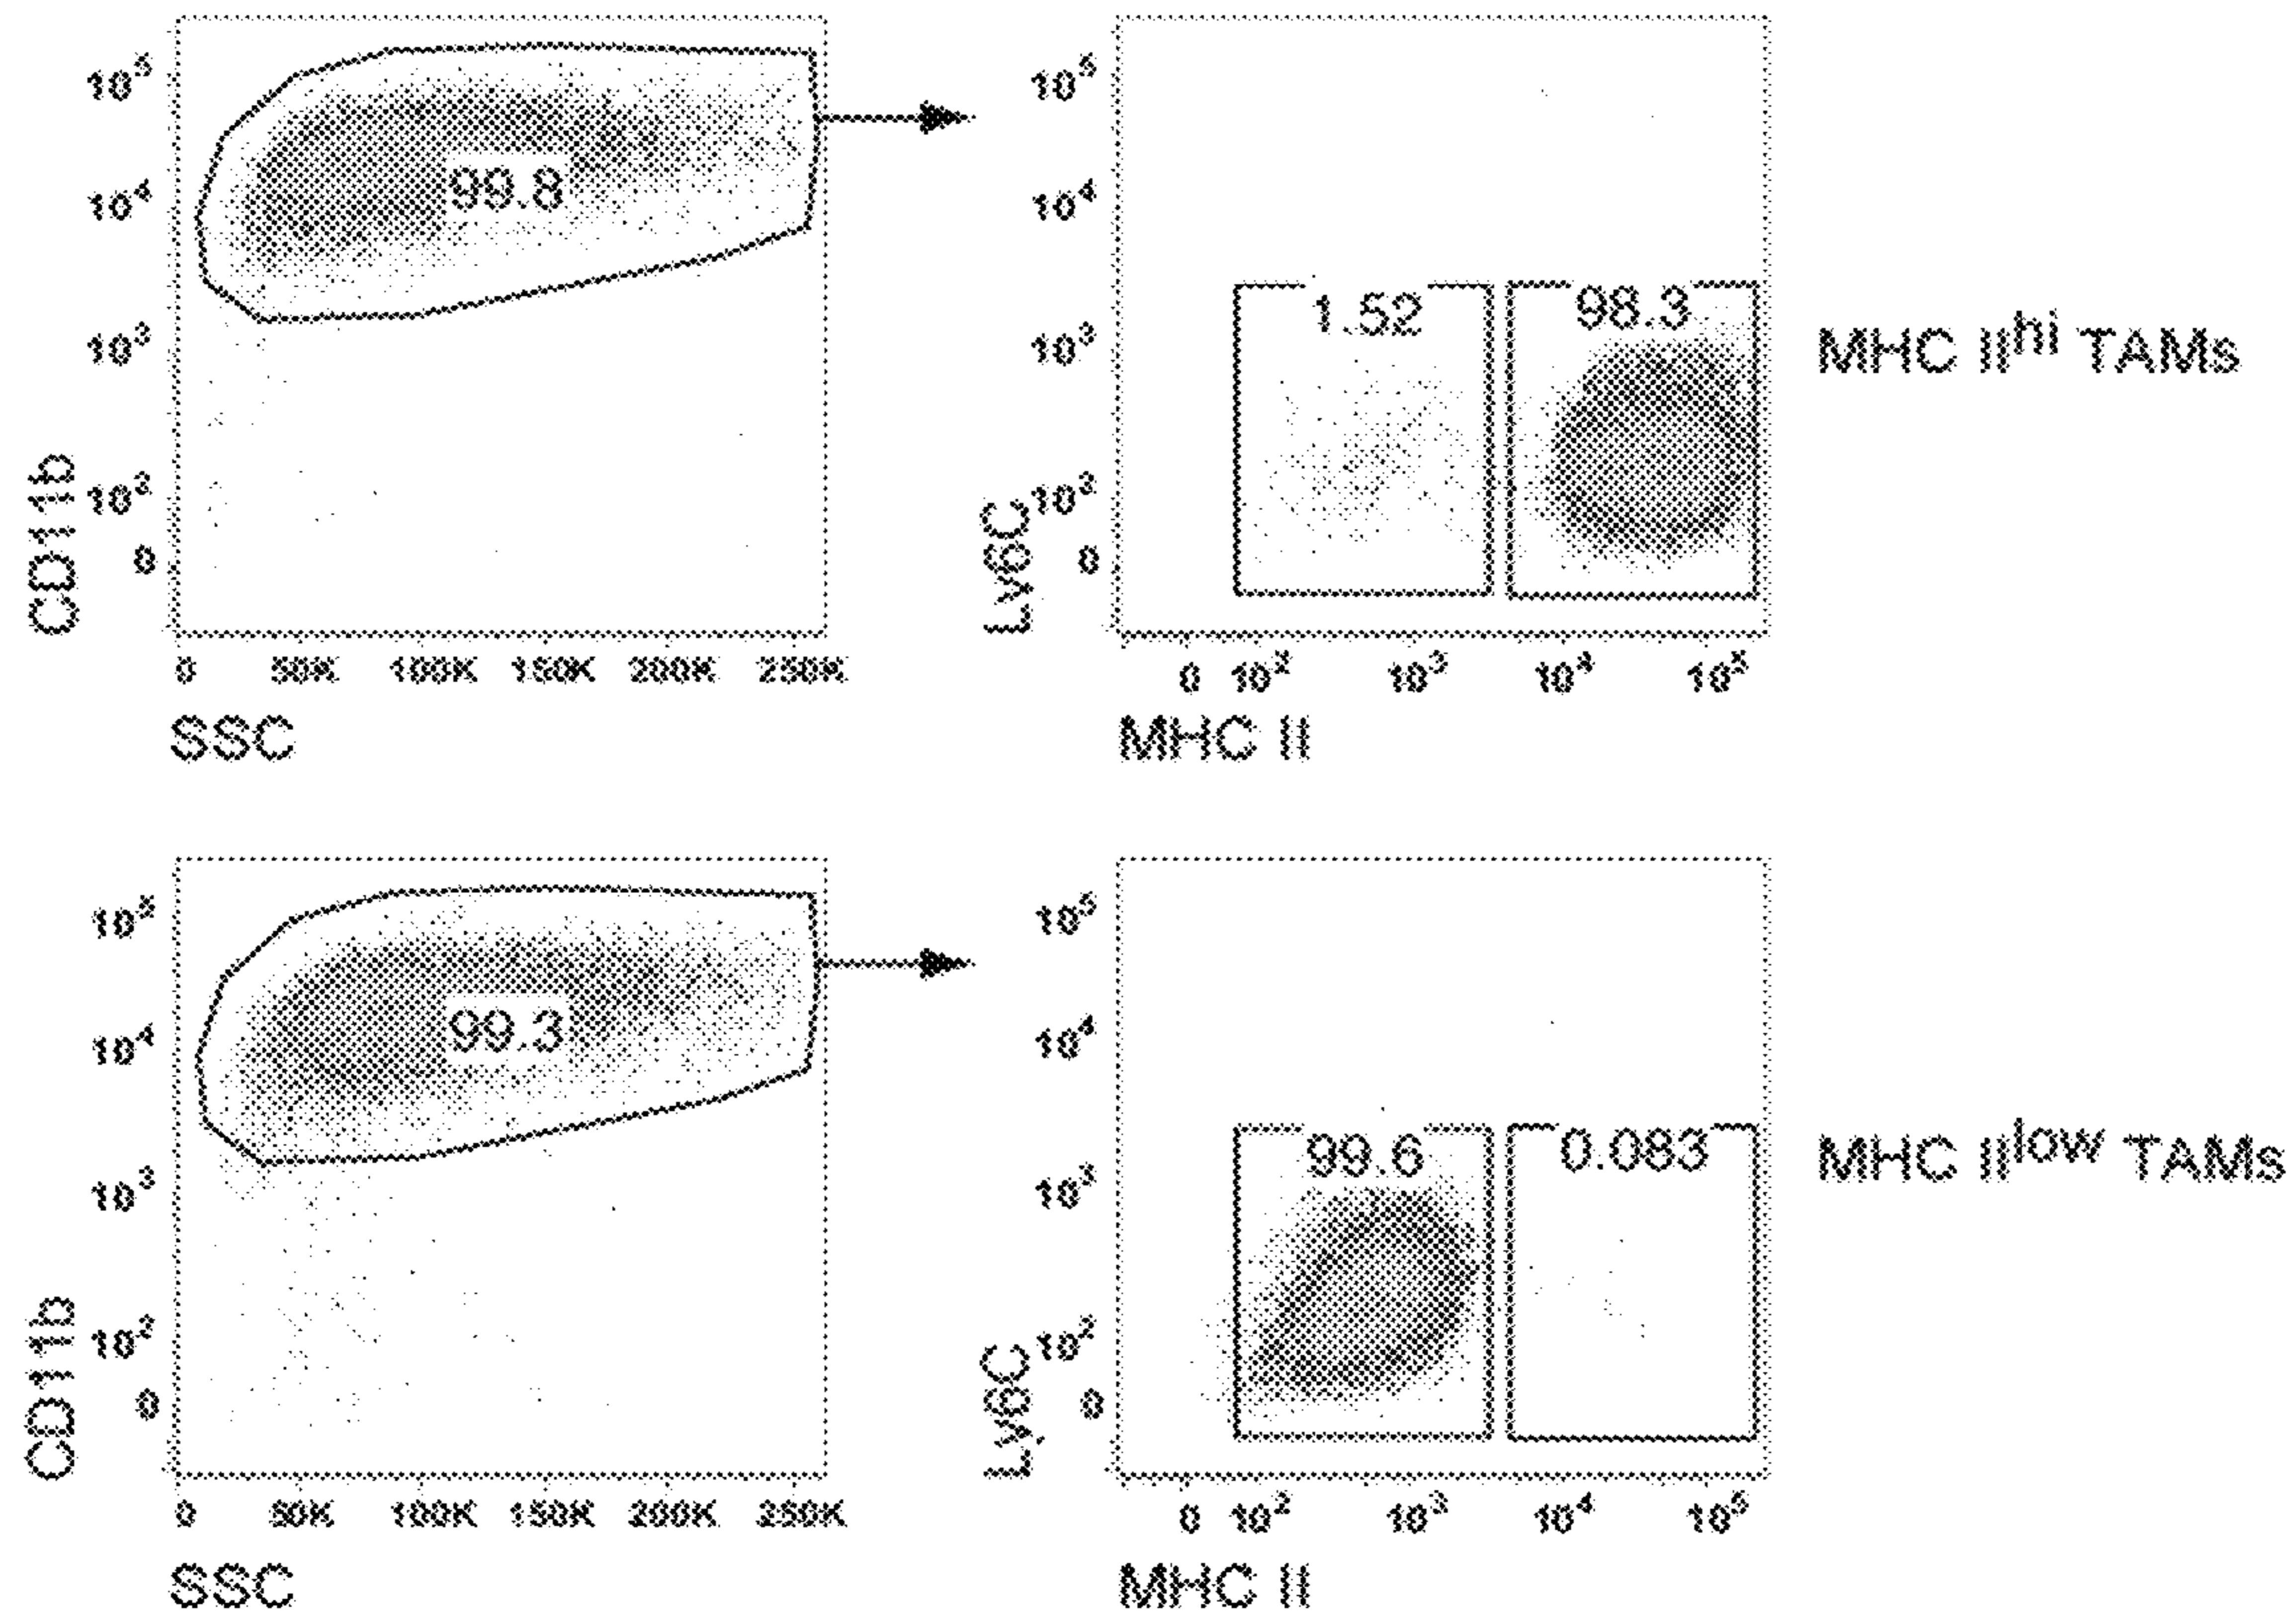 10^5
99.8
10^4
10^3
10^2
0
CD11b
0 50K 100K 150K 200K 250K
SSC
10^5
10^4
1.52 98.3
10^3
10^2
0
Ly6C
0 10^2 10^3 10^4 10^5
MHC II
MHC II^hi TAMs
10^5
99.3
10^4
10^3
10^2
0
CD11b
0 50K 100K 150K 200K 250K
SSC
10^5
10^4
99.6 0.083
10^3
10^2
0
Ly6C
0 10^2 10^3 10^4 10^5
MHC II
MHC II^low TAMs